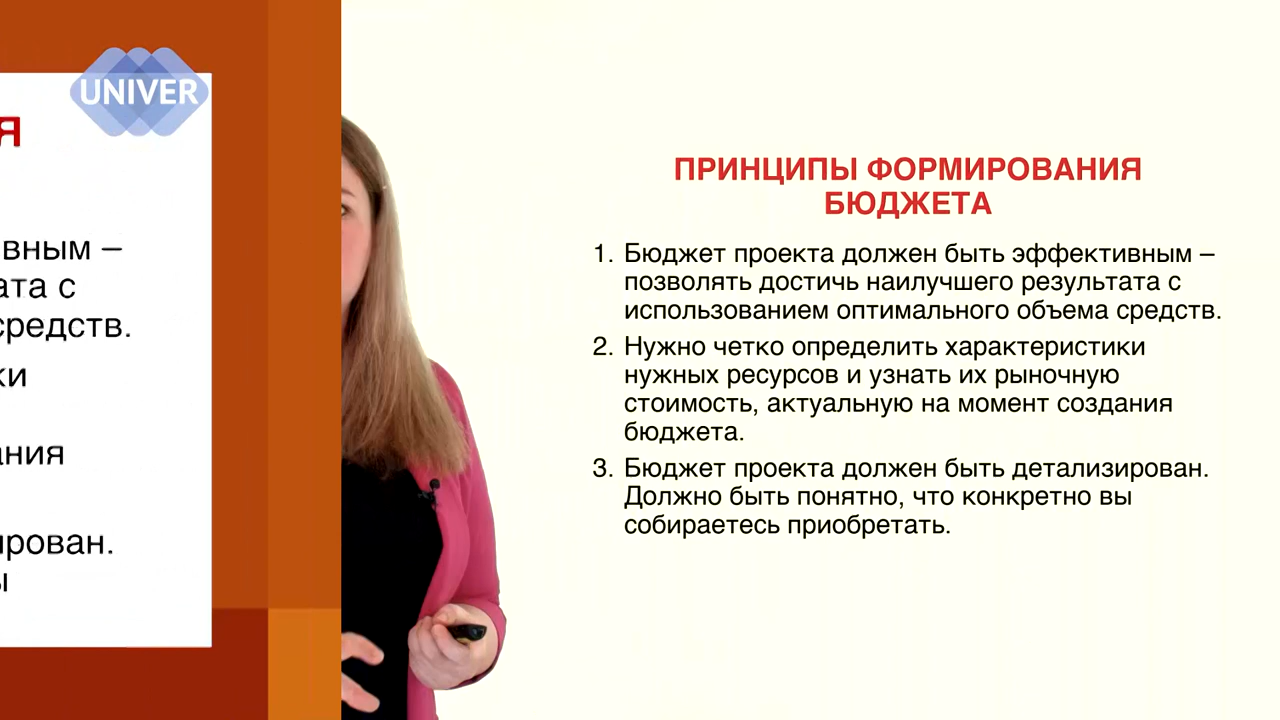 UNIVER
Я
вным –
ата с
средств.
ки
ания
ирован.
ы
ПРИНЦИПЫ ФОРМИРОВАНИЯ
БЮДЖЕТА
1. Бюджет проекта должен быть эффективным –
позволять достичь наилучшего результата с
использованием оптимального объема средств.
2. Нужно четко определить характеристики
нужных ресурсов и узнать их рыночную
стоимость, актуальную на момент создания
бюджета.
3. Бюджет проекта должен быть детализирован.
Должно быть понятно, что конкретно вы
собираетесь приобретать.